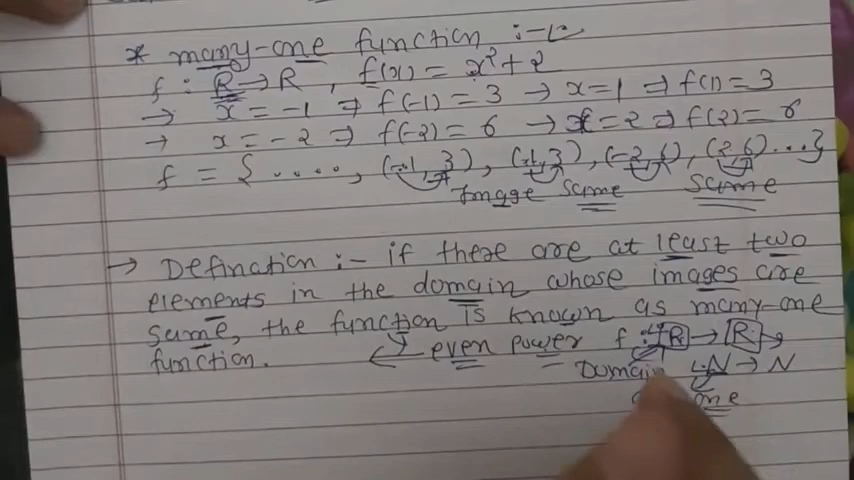 * many-one function :-
f : R → R , f(x) = x² + 2
→ x = -1 ⇒ f(-1) = 3 → x = 1 ⇒ f(1) = 3
→ x = -2 ⇒ f(-2) = 6 → x = 2 ⇒ f(2) = 6
f = { ....., (-1, 3), (1, 3), (-2, 6), (2, 6) ...}
Image same same
→ Defination :- if there are at least two
elements in the domain whose images are
same, the function is known as many-one
function. ← even power f : R → R →
Domain N → N
one